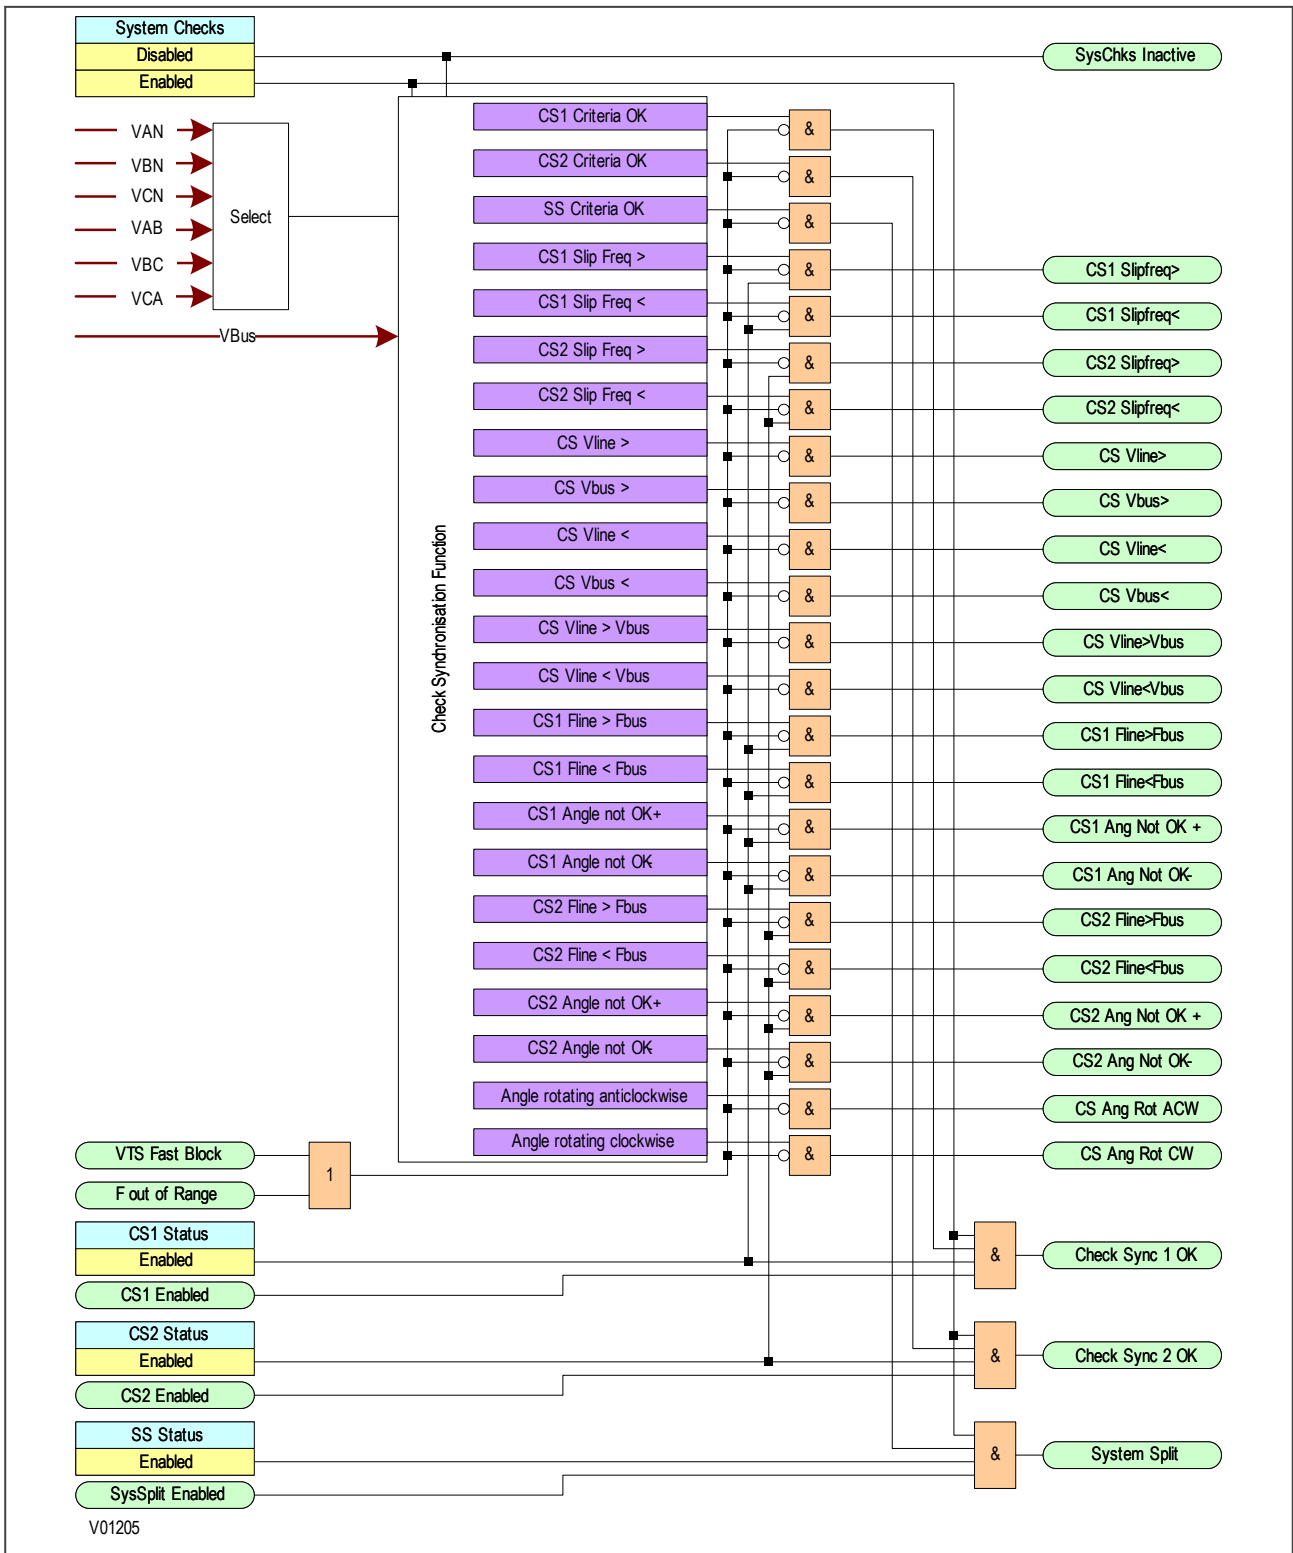 System Checks
Disabled
Enabled
SysChks Inactive
VAN
VBN
VCN
VAB
VBC
VCA
Select
VBus
Check Synchronisation Function
CS1 Criteria OK
&
CS2 Criteria OK
&
SS Criteria OK
&
CS1 Slip Freq >
&
CS1 Slipfreq>
CS1 Slip Freq <
&
CS1 Slipfreq<
CS2 Slip Freq >
&
CS2 Slipfreq>
CS2 Slip Freq <
&
CS2 Slipfreq<
CS Vline >
&
CS Vline>
CS Vbus >
&
CS Vbus>
CS Vline <
&
CS Vline<
CS Vbus <
&
CS Vbus<
CS Vline > Vbus
&
CS Vline>Vbus
CS Vline < Vbus
&
CS Vline<Vbus
CS1 Fline > Fbus
&
CS1 Fline>Fbus
CS1 Fline < Fbus
&
CS1 Fline<Fbus
CS1 Angle not OK+
&
CS1 Ang Not OK +
CS1 Angle not OK-
&
CS1 Ang Not OK-
CS2 Fline > Fbus
&
CS2 Fline>Fbus
CS2 Fline < Fbus
&
CS2 Fline<Fbus
CS2 Angle not OK+
&
CS2 Ang Not OK +
CS2 Angle not OK-
&
CS2 Ang Not OK-
Angle rotating anticlockwise
&
CS Ang Rot ACW
Angle rotating clockwise
&
CS Ang Rot CW
VTS Fast Block
1
F out of Range
CS1 Status
Enabled
CS1 Enabled
&
Check Sync 1 OK
CS2 Status
Enabled
CS2 Enabled
&
Check Sync 2 OK
SS Status
Enabled
SysSplit Enabled
&
System Split
V01205